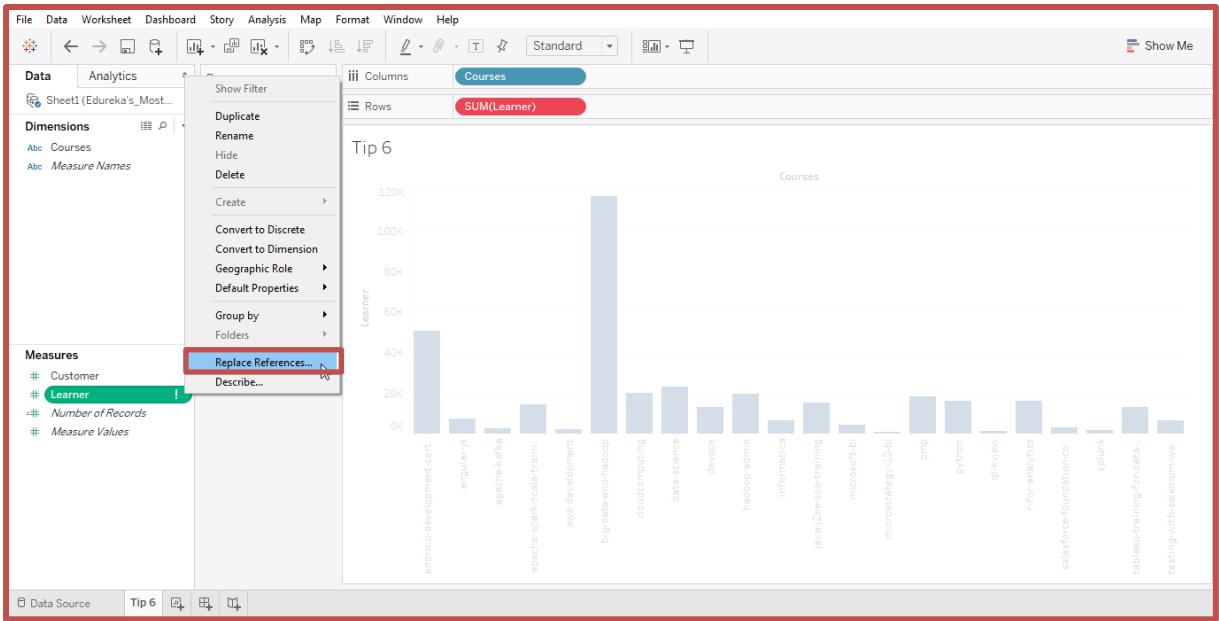 File Data Worksheet Dashboard Story Analysis Map Format Window Help
Standard
Show Me
Data Analytics
Sheet1 (Edureka's_Most...
Dimensions
Abc Courses
Abc Measure Names
Measures
# Customer
# Learner !
=# Number of Records
# Measure Values
Show Filter
Duplicate
Rename
Hide
Delete
Create
Convert to Discrete
Convert to Dimension
Geographic Role
Default Properties
Group by
Folders
Replace References...
Describe...
Columns Courses
Rows SUM(Learner)
Tip 6
Courses
Learner
120K
100K
80K
60K
40K
20K
0K
android-development-cert..
angular-js
apache-kafka
apache-spark-scala-traini..
aws-development
big-data-and-hadoop
cloudcomputing
data-science
devops
hadoop-admin
informatica
java-j2ee-soa-training
microsoft-bi
microstrategy-10-bi
pmp
python
qlikview
r-for-analytics
salesforce-foundation-co..
splunk
tableau-training-for-data-..
testing-with-selenium-we..
Data Source Tip 6